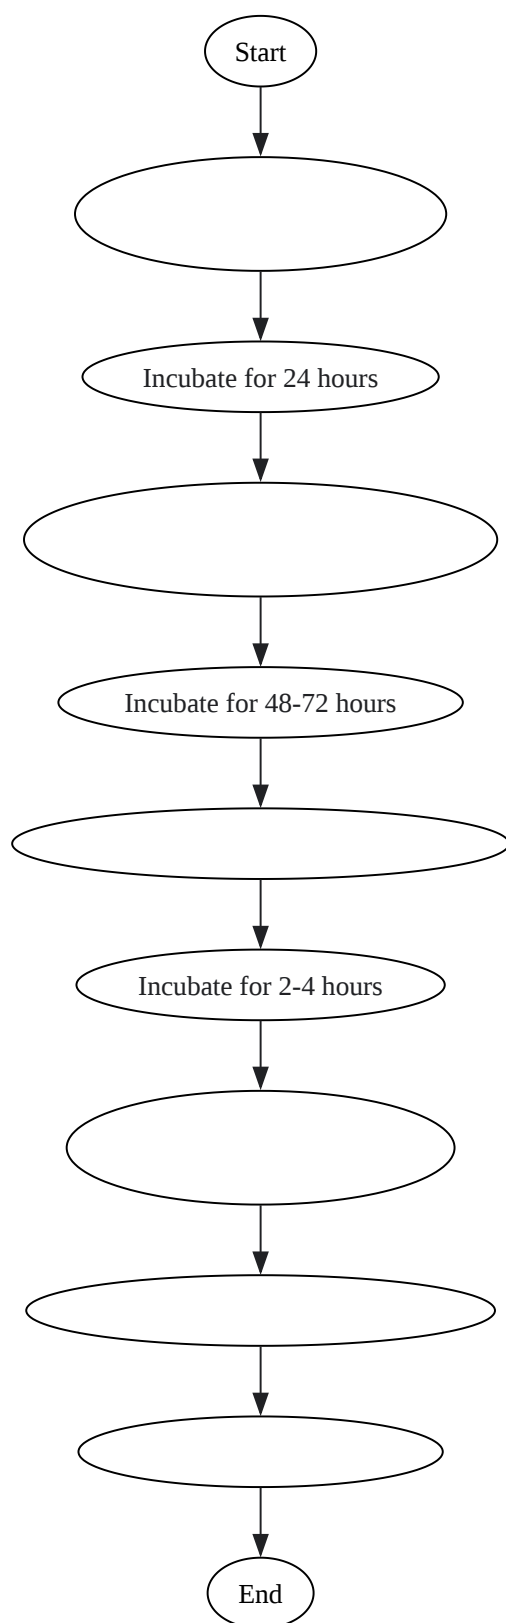 Start
Incubate for 24 hours
Incubate for 48-72 hours
Incubate for 2-4 hours
End